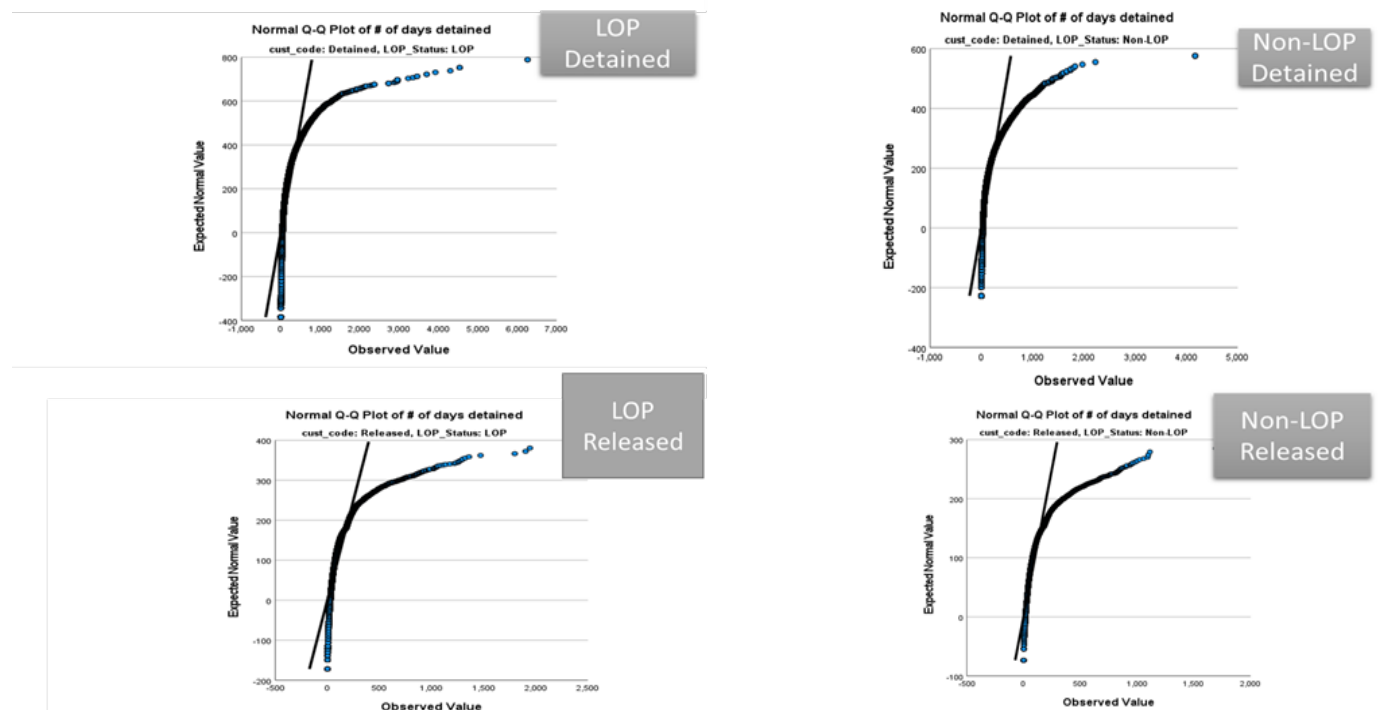 Normal Q-Q Plot of # of days detained
cust_code: Detained, LOP_Status: LOP
LOP
Detained
800
600
400
200
0
-200
-400
Expected Normal Value
-1,000 0 1,000 2,000 3,000 4,000 5,000 6,000 7,000
Observed Value
Normal Q-Q Plot of # of days detained
cust_code: Detained, LOP_Status: Non-LOP
Non-LOP
Detained
600
400
200
0
-200
-400
Expected Normal Value
-1,000 0 1,000 2,000 3,000 4,000 5,000
Observed Value
Normal Q-Q Plot of # of days detained
cust_code: Released, LOP_Status: LOP
LOP
Released
400
300
200
100
0
-100
-200
Expected Normal Value
-500 0 500 1,000 1,500 2,000 2,500
Observed Value
Normal Q-Q Plot of # of days detained
cust_code: Released, LOP_Status: Non-LOP
Non-LOP
Released
300
200
100
0
-100
Expected Normal Value
-500 0 500 1,000 1,500 2,000
Observed Value